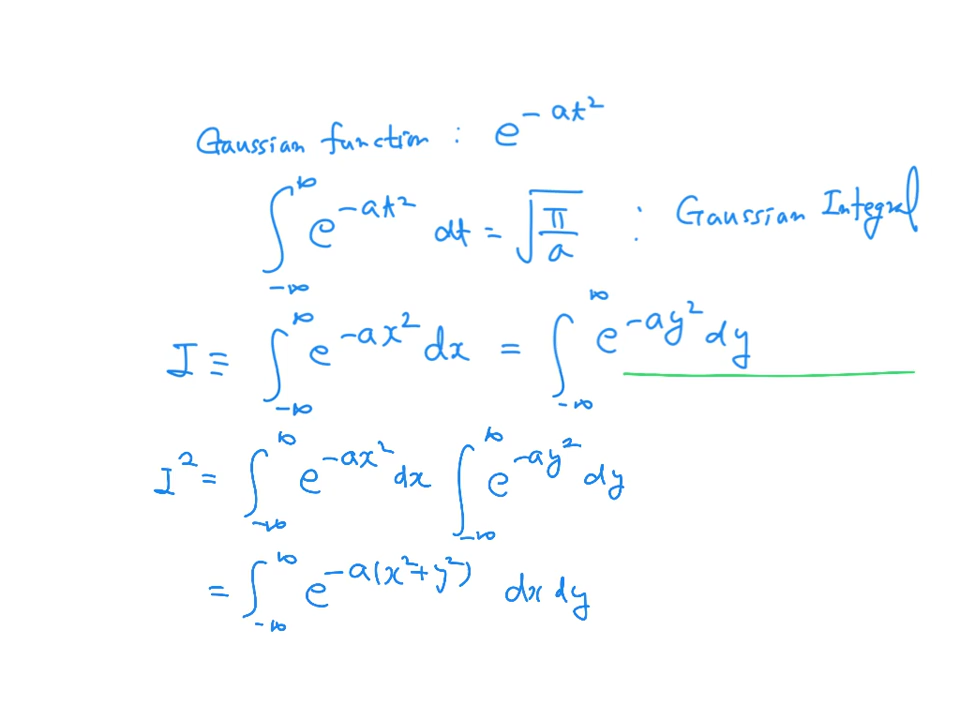 Gaussian function : e^{-at^2}
∫_{-∞}^{∞} e^{-at^2} dt = √(π/a) : Gaussian Integral
I ≡ ∫_{-∞}^{∞} e^{-ax^2} dx = ∫_{-∞}^{∞} e^{-ay^2} dy
I^2 = ∫_{-∞}^{∞} e^{-ax^2} dx ∫_{-∞}^{∞} e^{-ay^2} dy
= ∫_{-∞}^{∞} e^{-a(x^2+y^2)} dx dy